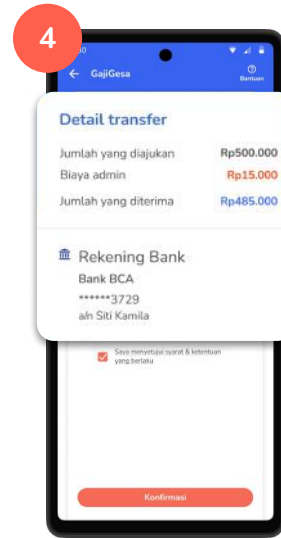 4
GajiGesa
Bantuan
Detail transfer
Jumlah yang diajukan Rp500.000
Biaya admin Rp15.000
Jumlah yang diterima Rp485.000
Rekening Bank
Bank BCA
******3729
a/n Siti Kamila
Saya menyetujui syarat & ketentuan
yang berlaku
Konfirmasi